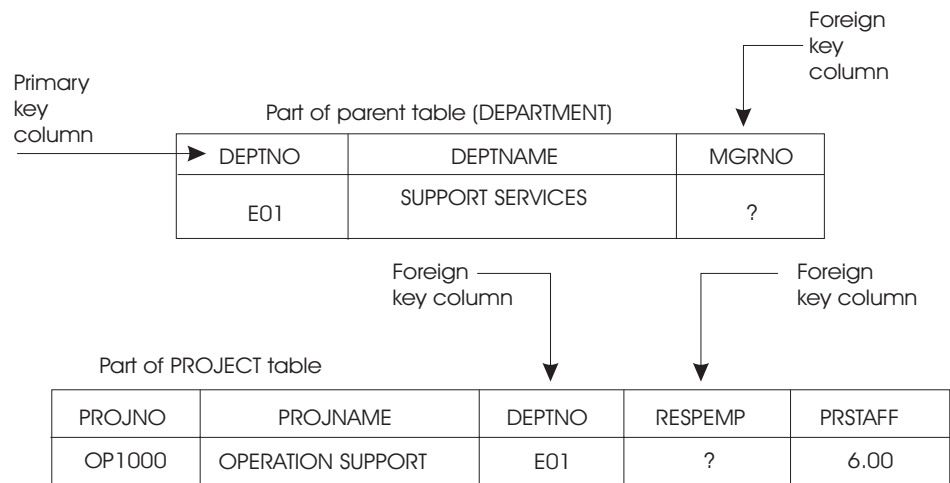 Foreign
key
column
Primary
key
column
Part of parent table (DEPARTMENT)
DEPTNO DEPTNAME MGRNO
E01 SUPPORT SERVICES ?
Foreign
key column
Foreign
key column
Part of PROJECT table
PROJNO PROJNAME DEPTNO RESPEMP PRSTAFF
OP1000 OPERATION SUPPORT E01 ? 6.00